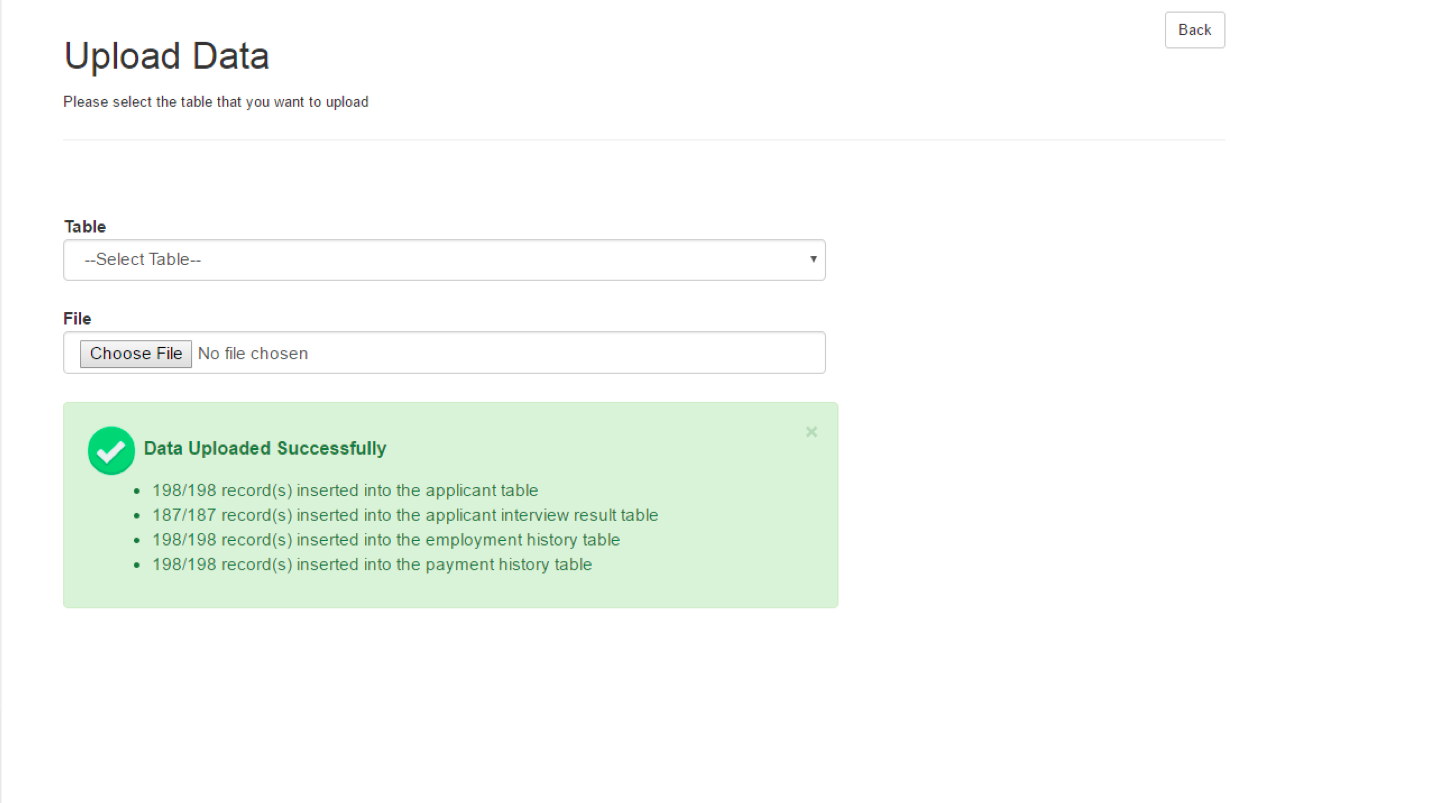 Back
Upload Data
Please select the table that you want to upload
Table
--Select Table--
File
Choose File No file chosen
×
Data Uploaded Successfully
• 198/198 record(s) inserted into the applicant table
• 187/187 record(s) inserted into the applicant interview result table
• 198/198 record(s) inserted into the employment history table
• 198/198 record(s) inserted into the payment history table